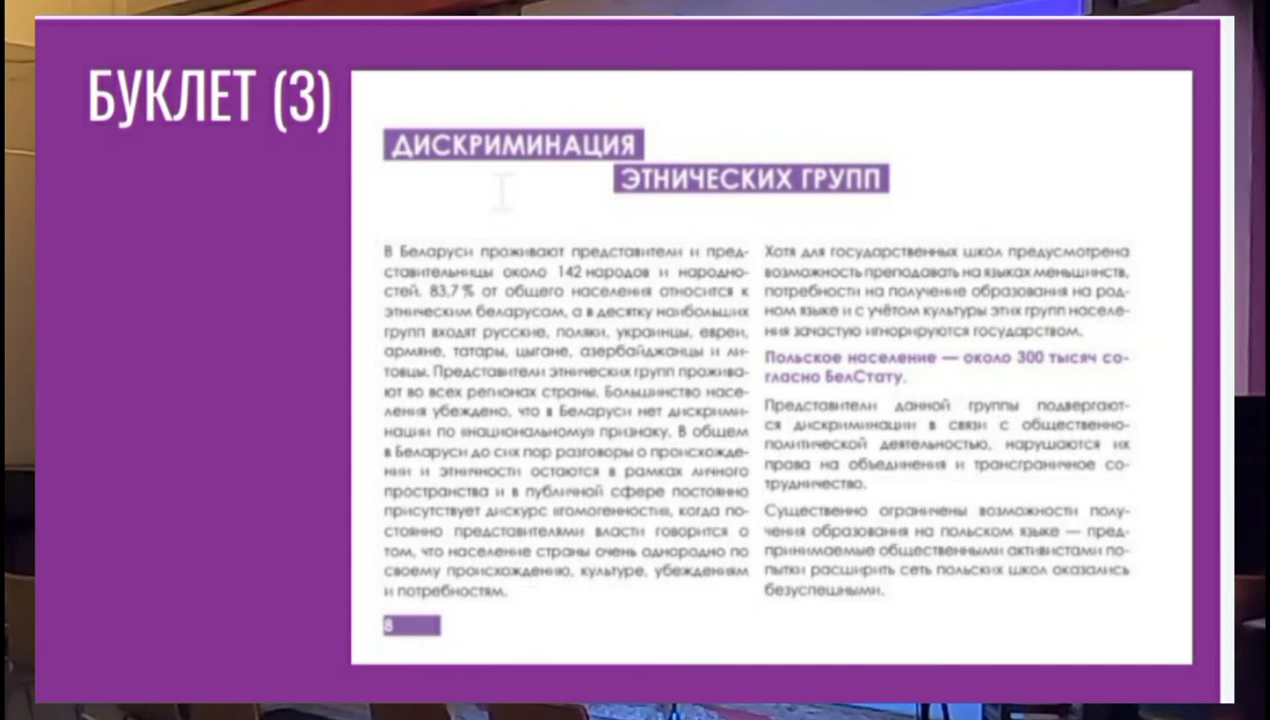 БУКЛЕТ (3)
ДИСКРИМИНАЦИЯ
ЭТНИЧЕСКИХ ГРУПП
В Беларуси проживают представители и пред-
ставительницы около 142 народов и народно-
стей. 83,7 % от общего населения относится к
этническим беларусам, а в десятку наибольших
групп входят русские, поляки, украинцы, евреи,
армяне, татары, цыгане, азербайджанцы и ли-
товцы. Представители этнических групп прожива-
ют во всех регионах страны. Большинство насе-
ления убеждено, что в Беларуси нет дискрими-
нации по «национальному» признаку. В общем
в Беларуси до сих пор разговоры о происхожде-
нии и этничности остаются в рамках личного
пространства и в публичной сфере постоянно
присутствует дискурс «гомогенности», когда по-
стоянно представителями власти говорится о
том, что население страны очень однородно по
своему происхождению, культуре, убеждениям
и потребностям.
8
Хотя для государственных школ предусмотрена
возможность преподавать на языках меньшинств,
потребности на получение образования на род-
ном языке и с учётом культуры этих групп населе-
ния зачастую игнорируются государством.
Польское население — около 300 тысяч со-
гласно БелСтату.
Представители данной группы подвергают-
ся дискриминации в связи с общественно-
политической деятельностью, нарушаются их
права на объединения и трансграничное со-
трудничество.
Существенно ограничены возможности полу-
чения образования на польском языке — пред-
принимаемые общественными активистами по-
пытки расширить сеть польских школ оказались
безуспешными.